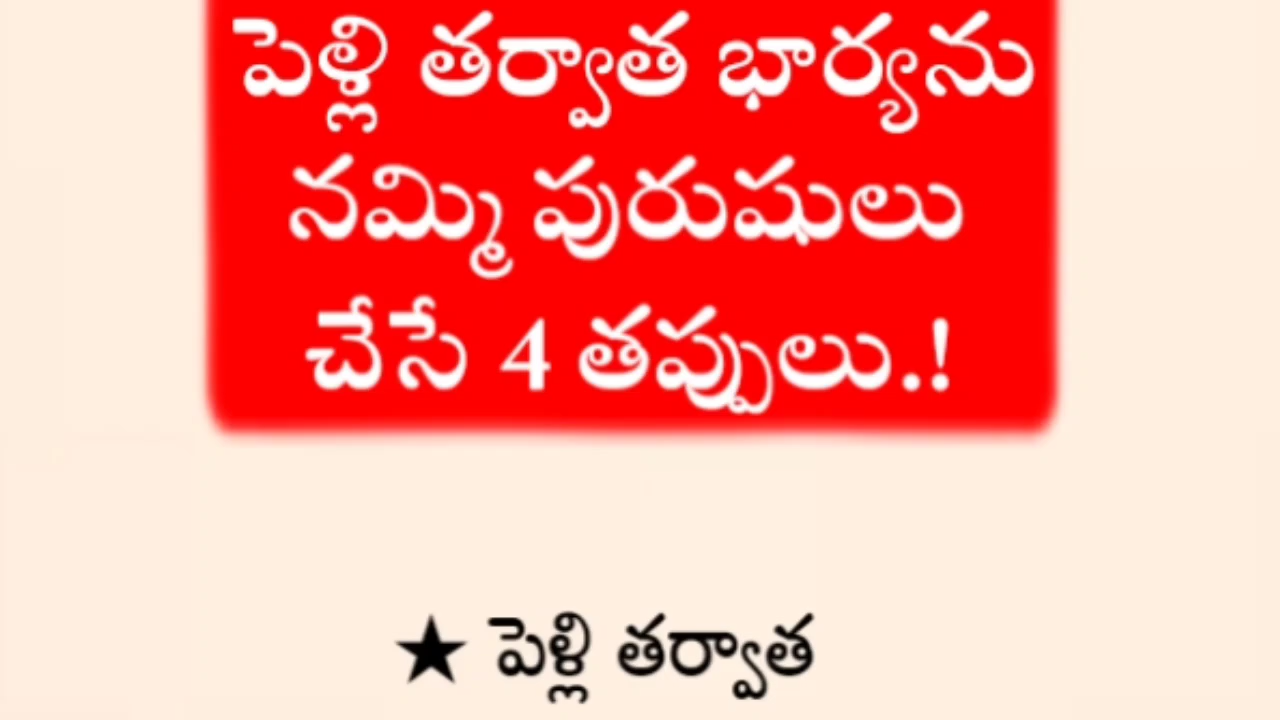 పెళ్లి తర్వాత భార్యను
నమ్మి పురుషులు
చేసే 4 తప్పులు.!
★ పెళ్లి తర్వాత